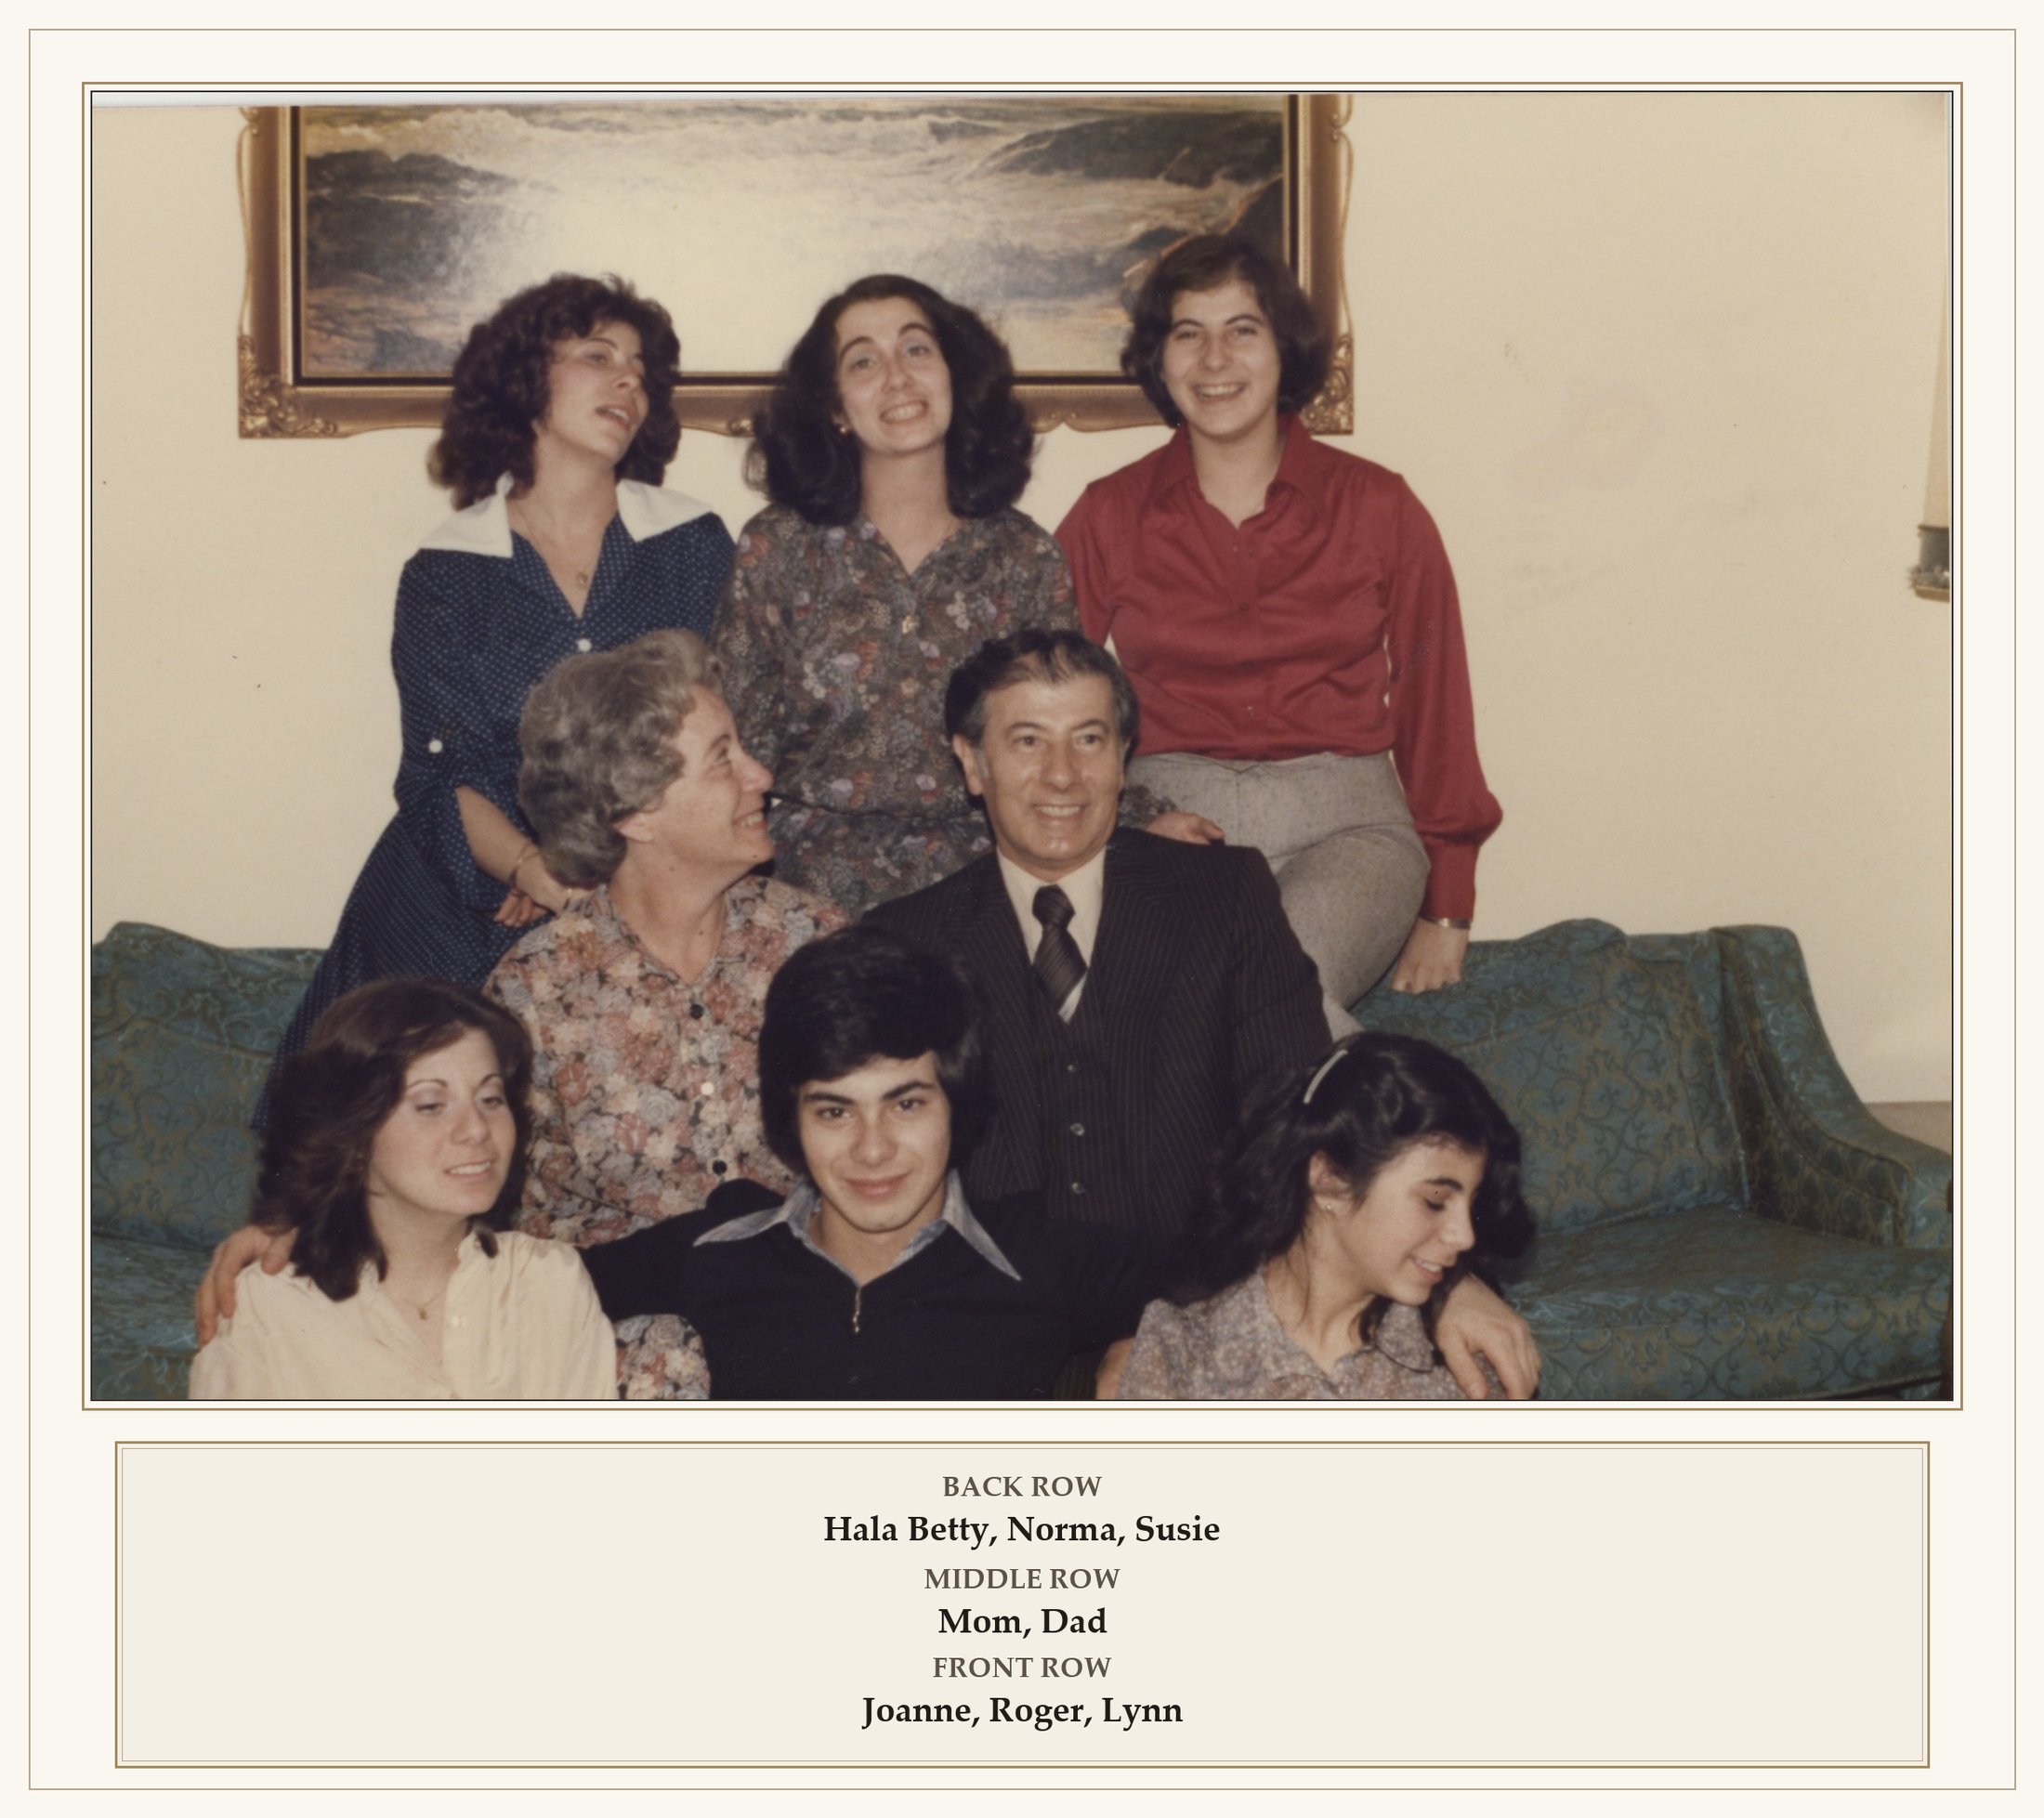 BACK ROW
Hala Betty, Norma, Susie
MIDDLE ROW
Mom, Dad
FRONT ROW
Joanne, Roger, Lynn